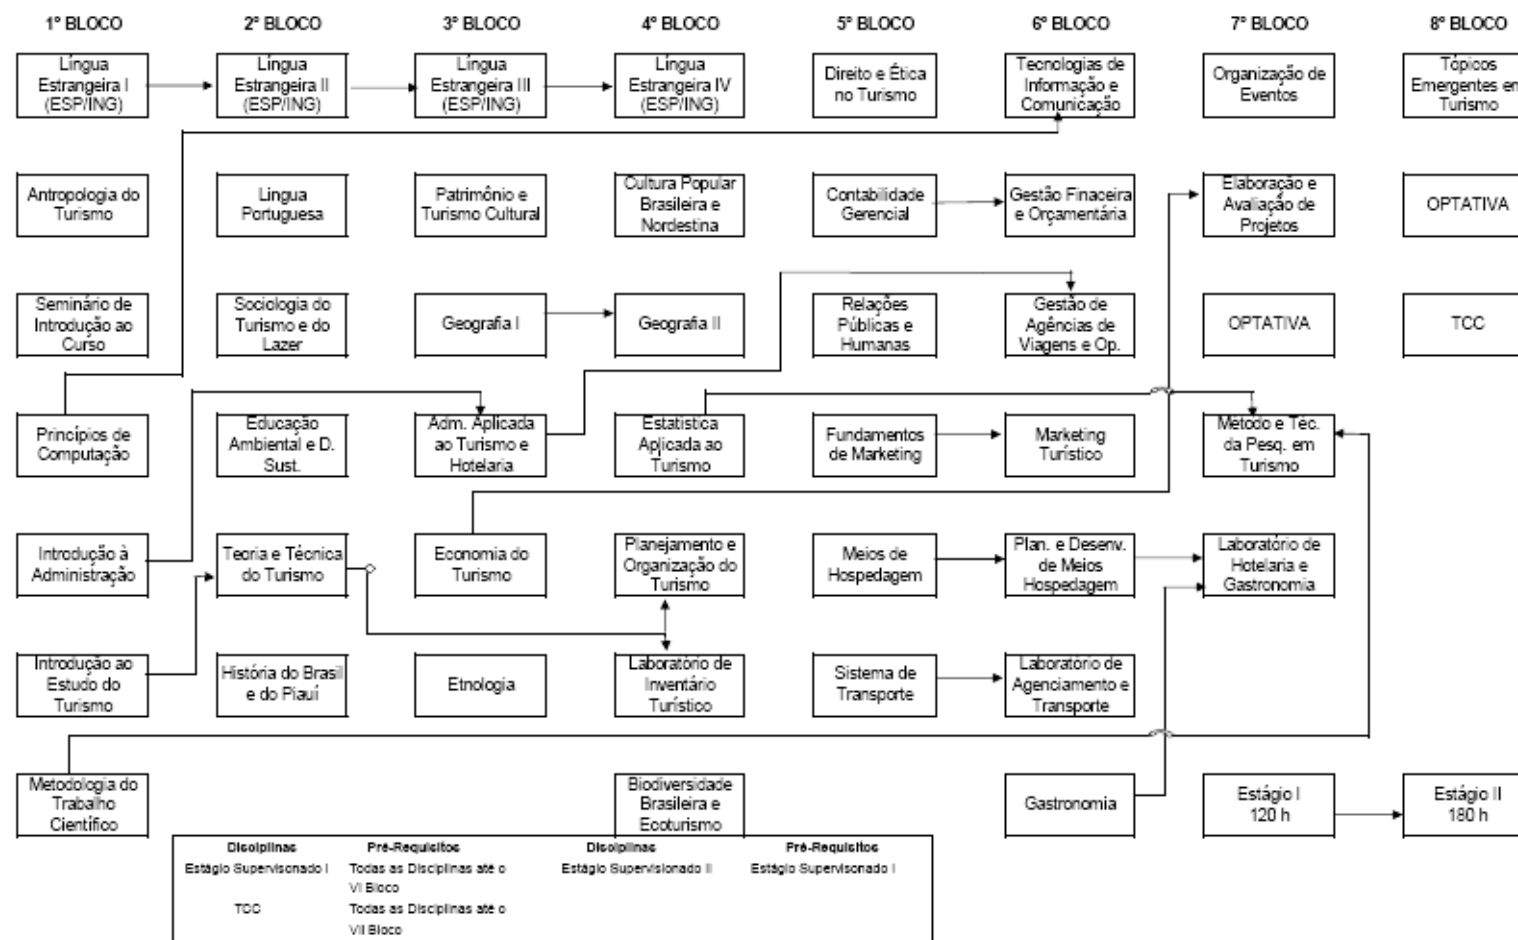 1º BLOCO
2º BLOCO
3º BLOCO
4º BLOCO
5º BLOCO
6º BLOCO
7º BLOCO
8º BLOCO
Língua
Estrangeira I
(ESP/ING)
Língua
Estrangeira II
(ESP/ING)
Língua
Estrangeira III
(ESP/ING)
Língua
Estrangeira IV
(ESP/ING)
Direito e Ética
no Turismo
Tecnologias de
Informação e
Comunicação
Organização de
Eventos
Tópicos
Emergentes em
Turismo
Antropologia do
Turismo
Lingua
Portuguesa
Patrimônio e
Turismo Cultural
Cultura Popular
Brasileira e
Nordestina
Contabilidade
Gerencial
Gestão Finaceira
e Orçamentária
Elaboração e
Avaliação de
Projetos
OPTATIVA
Seminário de
Introdução ao
Curso
Sociologia do
Turismo e do
Lazer
Geografia I
Geografia II
Relações
Públicas e
Humanas
Gestão de
Agências de
Viagens e Op.
OPTATIVA
TCC
Princípios de
Computação
Educação
Ambiental e D.
Sust.
Adm. Aplicada
ao Turismo e
Hotelaria
Estatística
Aplicada ao
Turismo
Fundamentos
de Marketing
Marketing
Turístico
Método e Téc.
da Pesq. em
Turismo
Introdução à
Administração
Teoria e Técnica
do Turismo
Economia do
Turismo
Planejamento e
Organização do
Turismo
Meios de
Hospedagem
Plan. e Desenv.
de Meios
Hospedagem
Laboratório de
Hotelaria e
Gastronomia
Introdução ao
Estudo do
Turismo
História do Brasil
e do Piauí
Etnologia
Laboratório de
Inventário
Turístico
Sistema de
Transporte
Laboratório de
Agenciamento e
Transporte
Metodologia do
Trabalho
Científico
Biodiversidade
Brasileira e
Ecoturismo
Gastronomia
Estágio I
120 h
Estágio II
180 h
Disciplinas Pré-Requisitos Disciplinas Pré-Requisitos
Estágio Supervisonado I Todas as Disciplinas até o Estágio Supervisionado II Estágio Supervisonado I
VI Bloco
TCC Todas as Disciplinas até o
VII Bloco